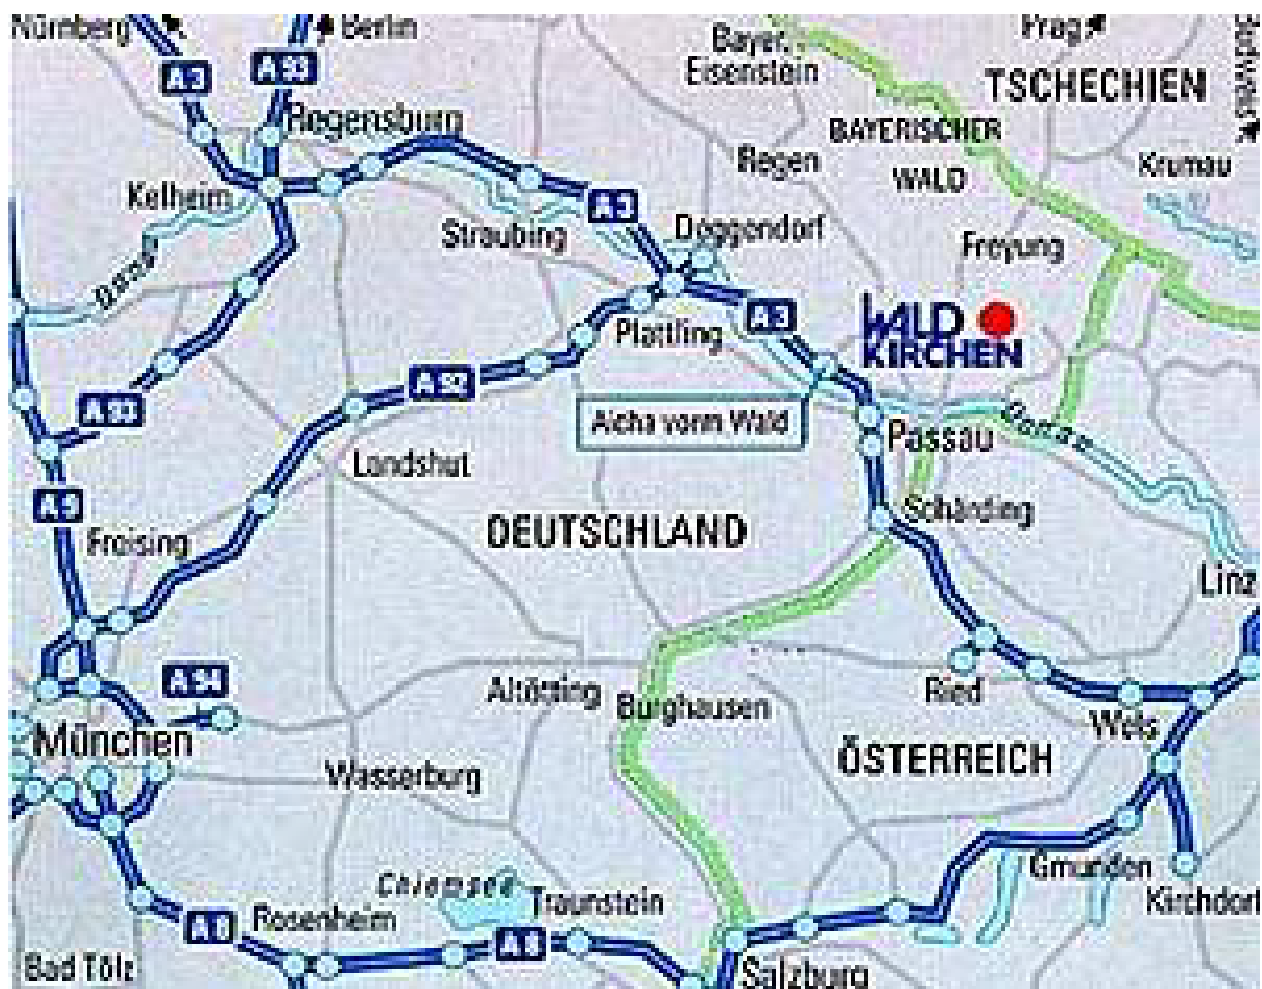 Nürnberg
Berlin
Bayer.
Eisenstein
Prag
TSCHECHIEN
Budweis
A 3
A 93
Regensburg
BAYERISCHER
WALD
Regen
Krumau
Kelheim
A 3
Straubing
Deggendorf
Freyung
Donau
Plattling
A 3
WALD
KIRCHEN
A 92
A 93
Aicha vorm Wald
Donau
Passau
Landshut
A 9
Freising
DEUTSCHLAND
Schärding
Linz
A 94
Altötting
Burghausen
Ried
Wels
München
ÖSTERREICH
Wasserburg
Chiemsee
Traunstein
Gmunden
Kirchdorf
A 8
Rosenheim
A 8
Bad Tölz
Salzburg